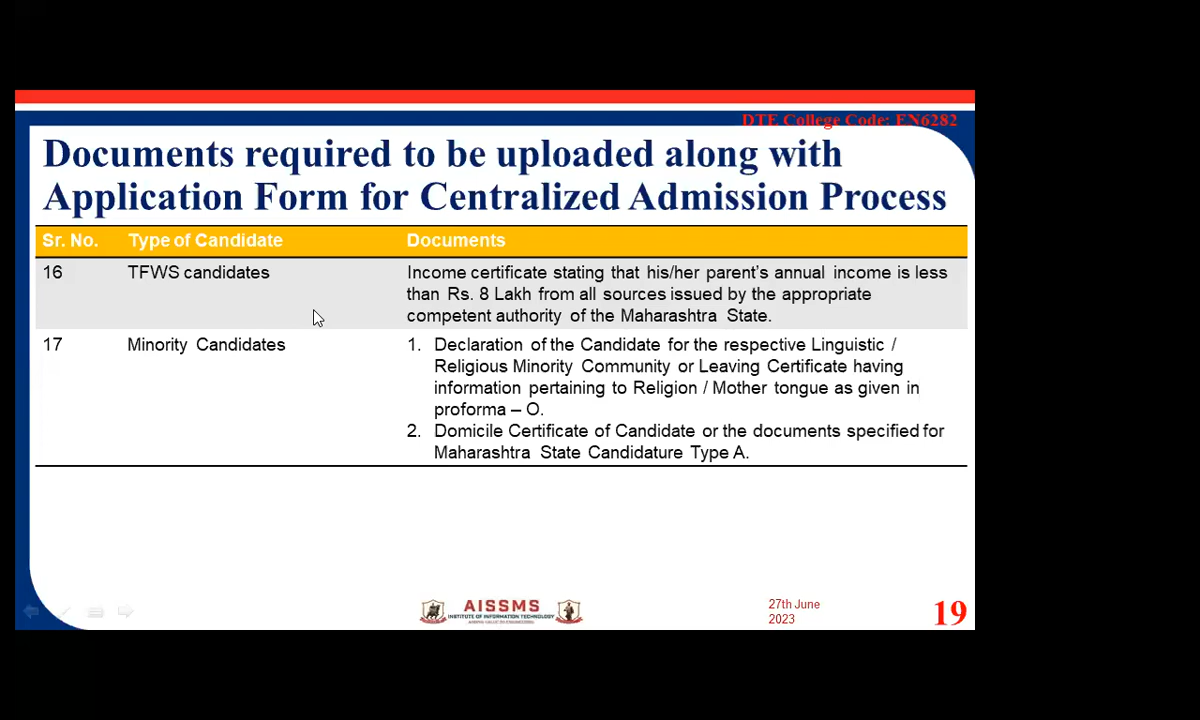 DTE College Code: EN6282
Documents required to be uploaded along with
Application Form for Centralized Admission Process
Sr. No. Type of Candidate Documents
16 TFWS candidates Income certificate stating that his/her parent's annual income is less
than Rs. 8 Lakh from all sources issued by the appropriate
competent authority of the Maharashtra State.
17 Minority Candidates 1. Declaration of the Candidate for the respective Linguistic /
Religious Minority Community or Leaving Certificate having
information pertaining to Religion / Mother tongue as given in
proforma – O.
2. Domicile Certificate of Candidate or the documents specified for
Maharashtra State Candidature Type A.
AISSMS
INSTITUTE OF INFORMATION TECHNOLOGY
27th June
2023
19